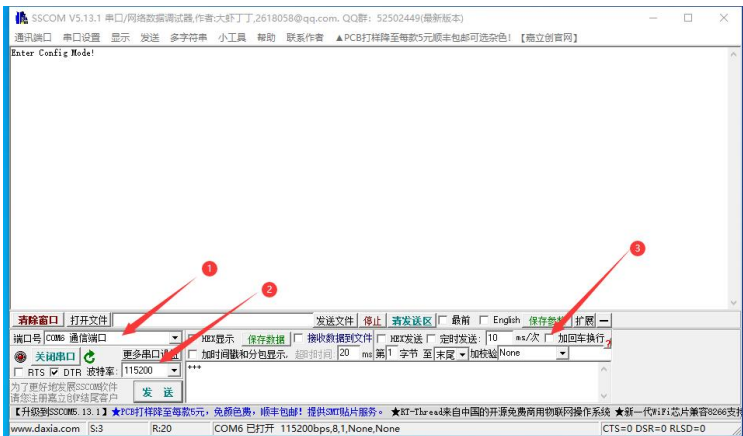 SSCOM V5.13.1 串口/网络数据调试器,作者:大虾丁丁,2618058@qq.com. QQ群: 52502449(最新版本)
通讯端口 串口设置 显示 发送 多字符串 小工具 帮助 联系作者 ▲PCB打样降至每款5元顺丰包邮可选杂色!【嘉立创官网】
Enter Config Mode!
1
2
3
清除窗口 打开文件 发送文件 停止 清发送区 最前 English 保存参数 扩展 —
端口号 COM6 通信端口 HEX显示 保存数据 接收数据到文件 HEX发送 定时发送: 10 ms/次 加回车换行
关闭串口 更多串口设置 加时间戳和分包显示, 超时时间: 20 ms 第1 字节 至 末尾 加校验 None
RTS DTR 波特率: 115200 +++
为了更好地发展SSCOM软件
请您注册嘉立创F结尾客户
发 送
【升级到SSCOM5.13.1】★PCB打样降至每款5元,免颜色费,顺丰包邮!提供SMT贴片服务. ★RT-Thread来自中国的开源免费商用物联网操作系统 ★新一代WiFi芯片兼容8266支持
www.daxia.com S:3 R:20 COM6 已打开 115200bps,8,1,None,None CTS=0 DSR=0 RLSD=0